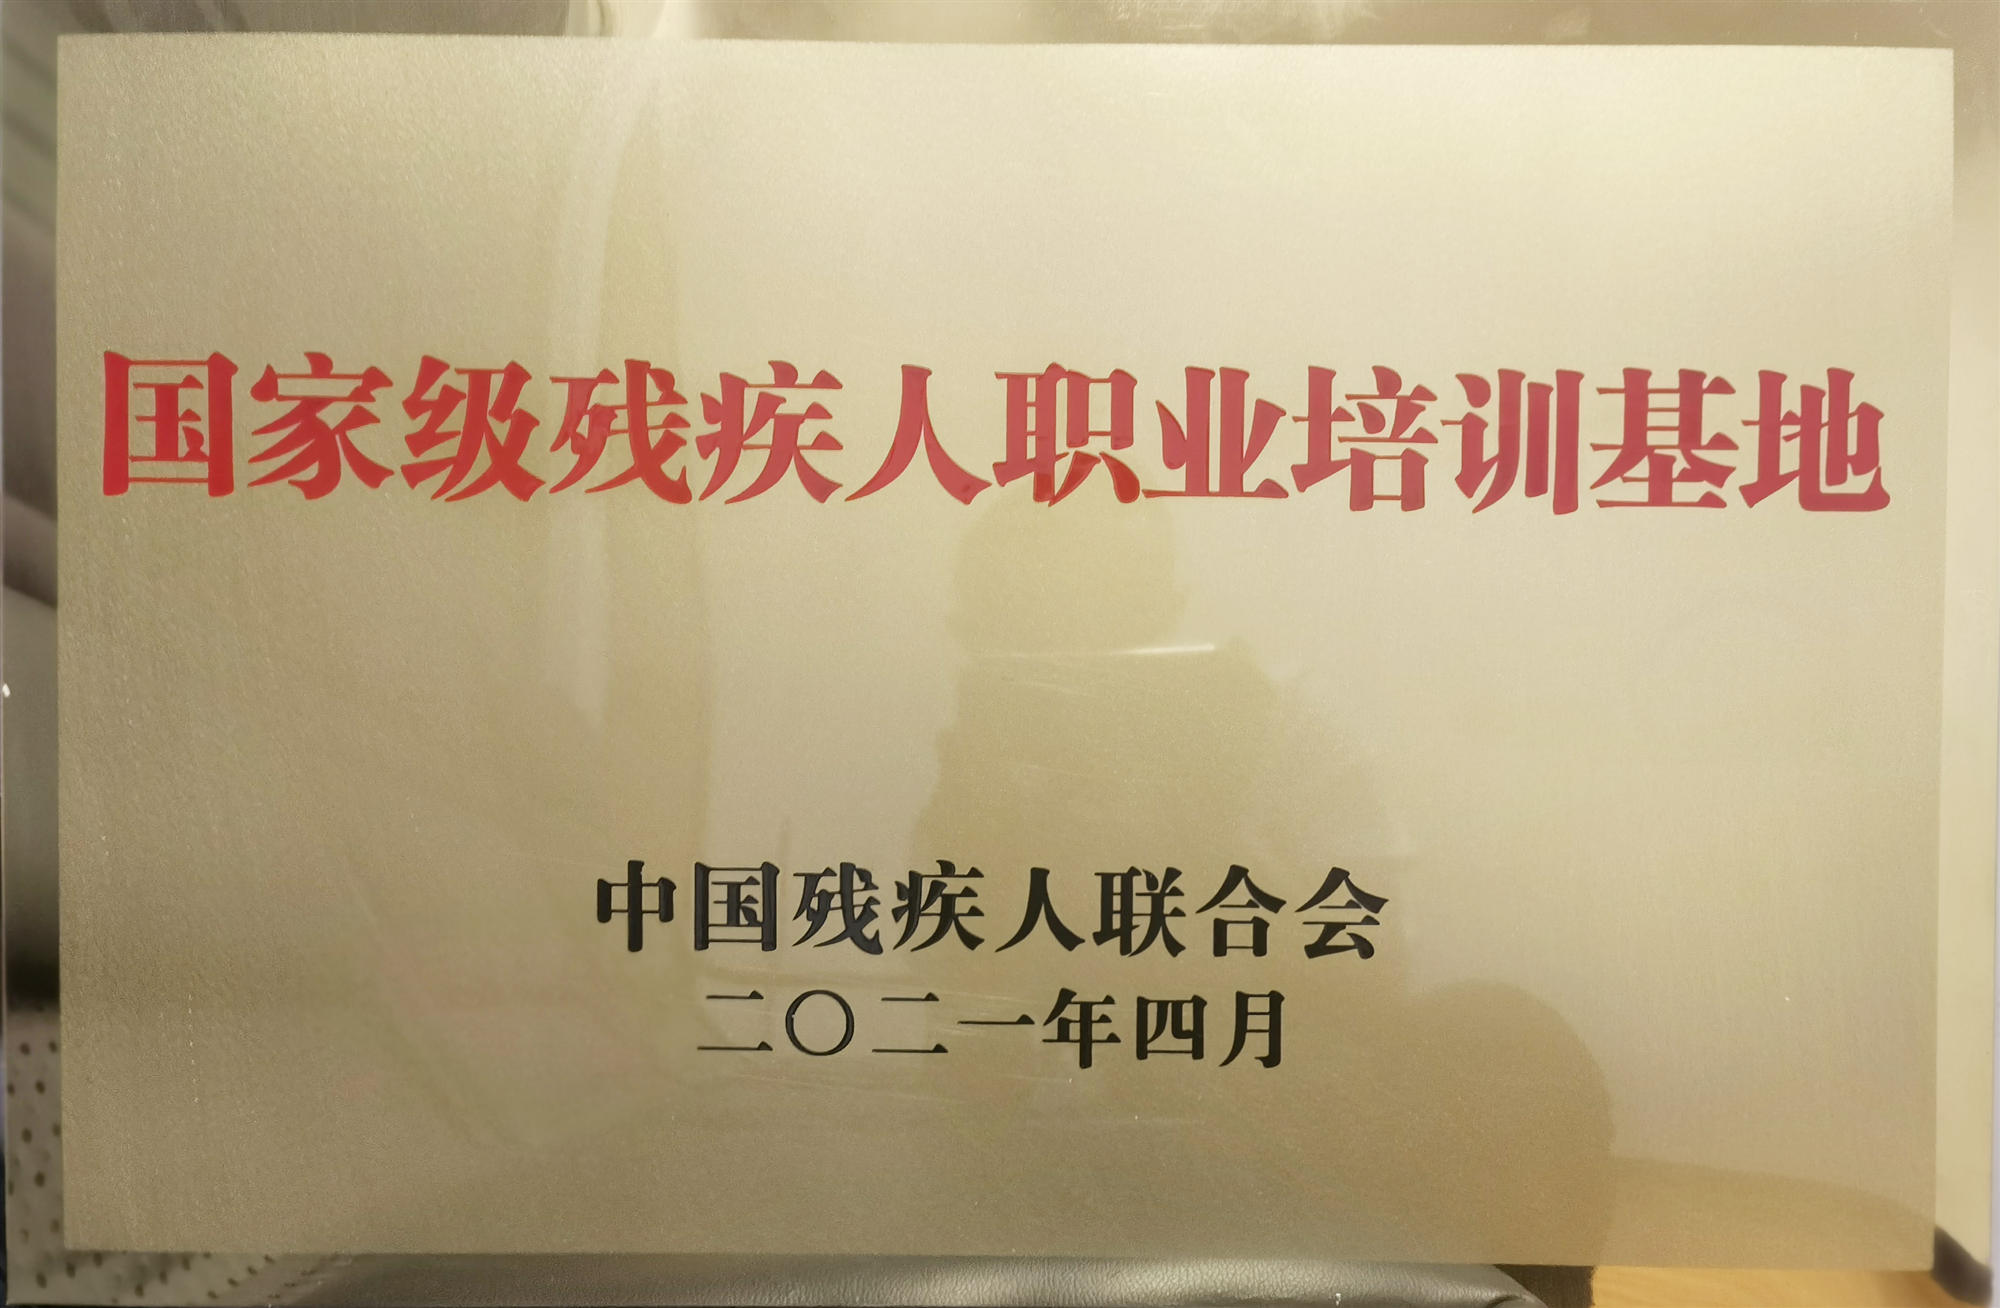 国家级残疾人职业培训基地
中国残疾人联合会
二〇二一年四月